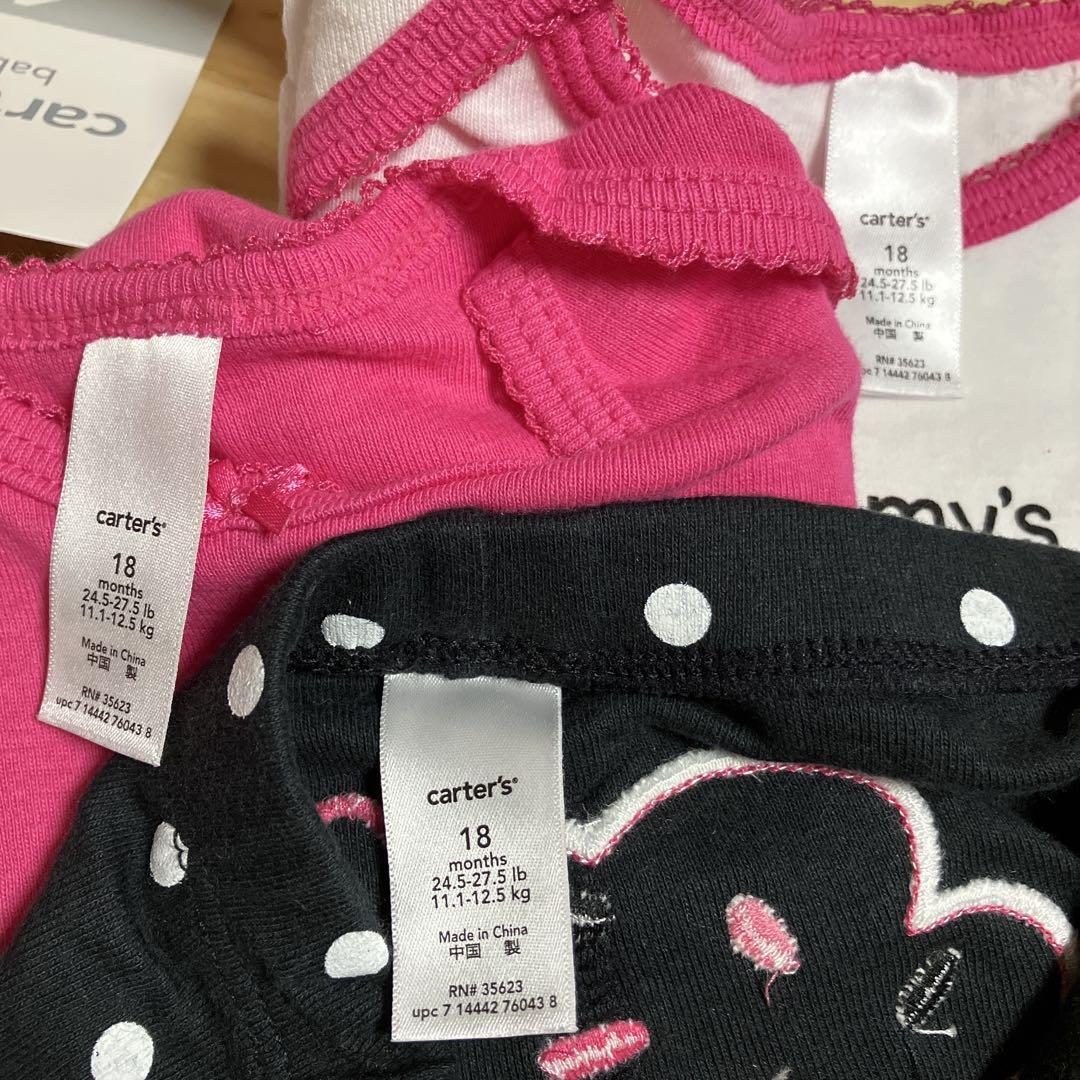 carter's
18
months
24.5-27.5 lb
11.1-12.5 kg
Made in China
中国 製
RN# 35623
upc 7 14442 76043 8
my's
carter's
18
months
24.5-27.5 lb
11.1-12.5 kg
Made in China
中国 製
RN# 35623
upc 7 14442 76043 8
carter's
18
months
24.5-27.5 lb
11.1-12.5 kg
Made in China
中国 製
RN# 35623
upc 7 14442 76043 8